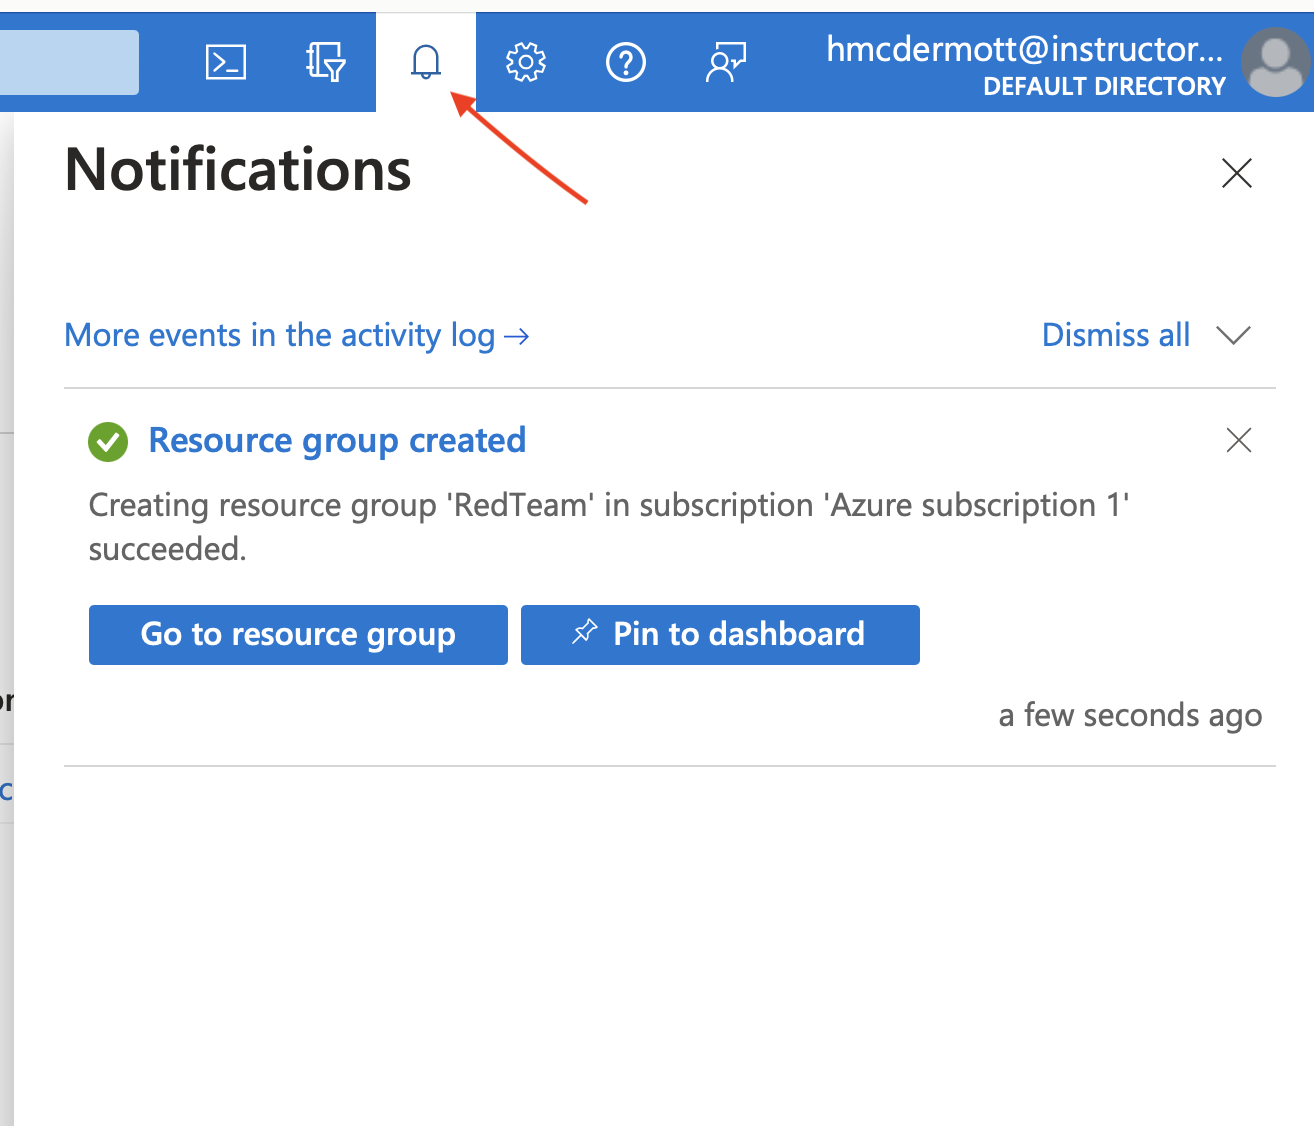 hmcdermott@instructor...
DEFAULT DIRECTORY
Notifications
More events in the activity log →
Dismiss all
Resource group created
Creating resource group 'RedTeam' in subscription 'Azure subscription 1'
succeeded.
Go to resource group
Pin to dashboard
a few seconds ago